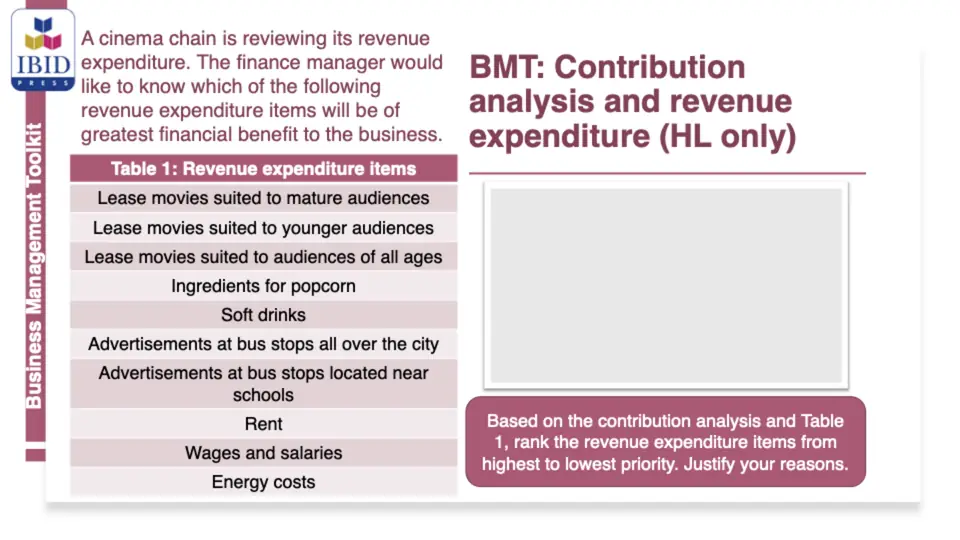 IBID
PRESS
Business Management Toolkit
A cinema chain is reviewing its revenue
expenditure. The finance manager would
like to know which of the following
revenue expenditure items will be of
greatest financial benefit to the business.
Table 1: Revenue expenditure items
Lease movies suited to mature audiences
Lease movies suited to younger audiences
Lease movies suited to audiences of all ages
Ingredients for popcorn
Soft drinks
Advertisements at bus stops all over the city
Advertisements at bus stops located near
schools
Rent
Wages and salaries
Energy costs
BMT: Contribution
analysis and revenue
expenditure (HL only)
Based on the contribution analysis and Table
1, rank the revenue expenditure items from
highest to lowest priority. Justify your reasons.